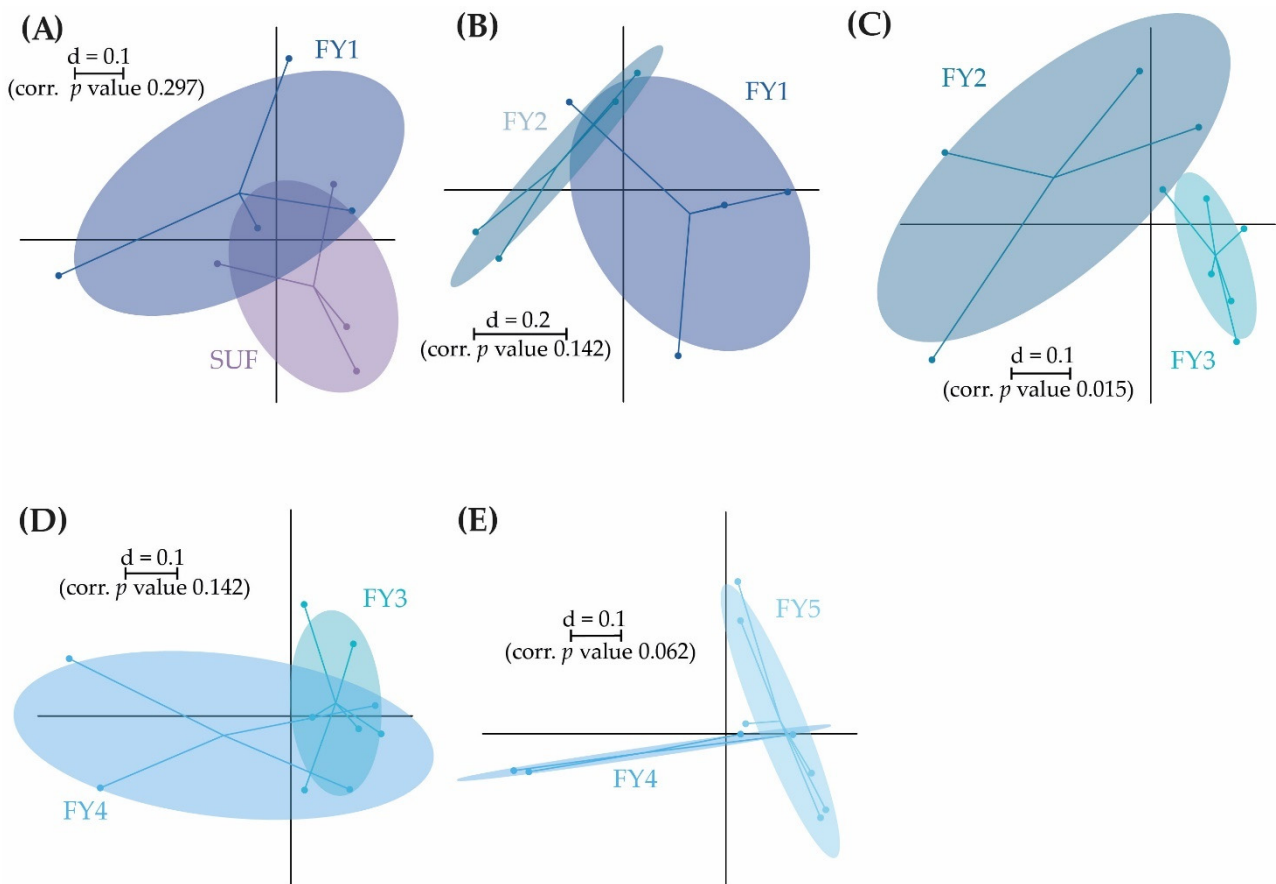 (A)
d = 0.1
(corr. p value 0.297)
FY1
SUF
(B)
FY2
FY1
d = 0.2
(corr. p value 0.142)
(C)
FY2
d = 0.1
(corr. p value 0.015)
FY3
(D)
d = 0.1
(corr. p value 0.142)
FY3
FY4
(E)
d = 0.1
(corr. p value 0.062)
FY5
FY4